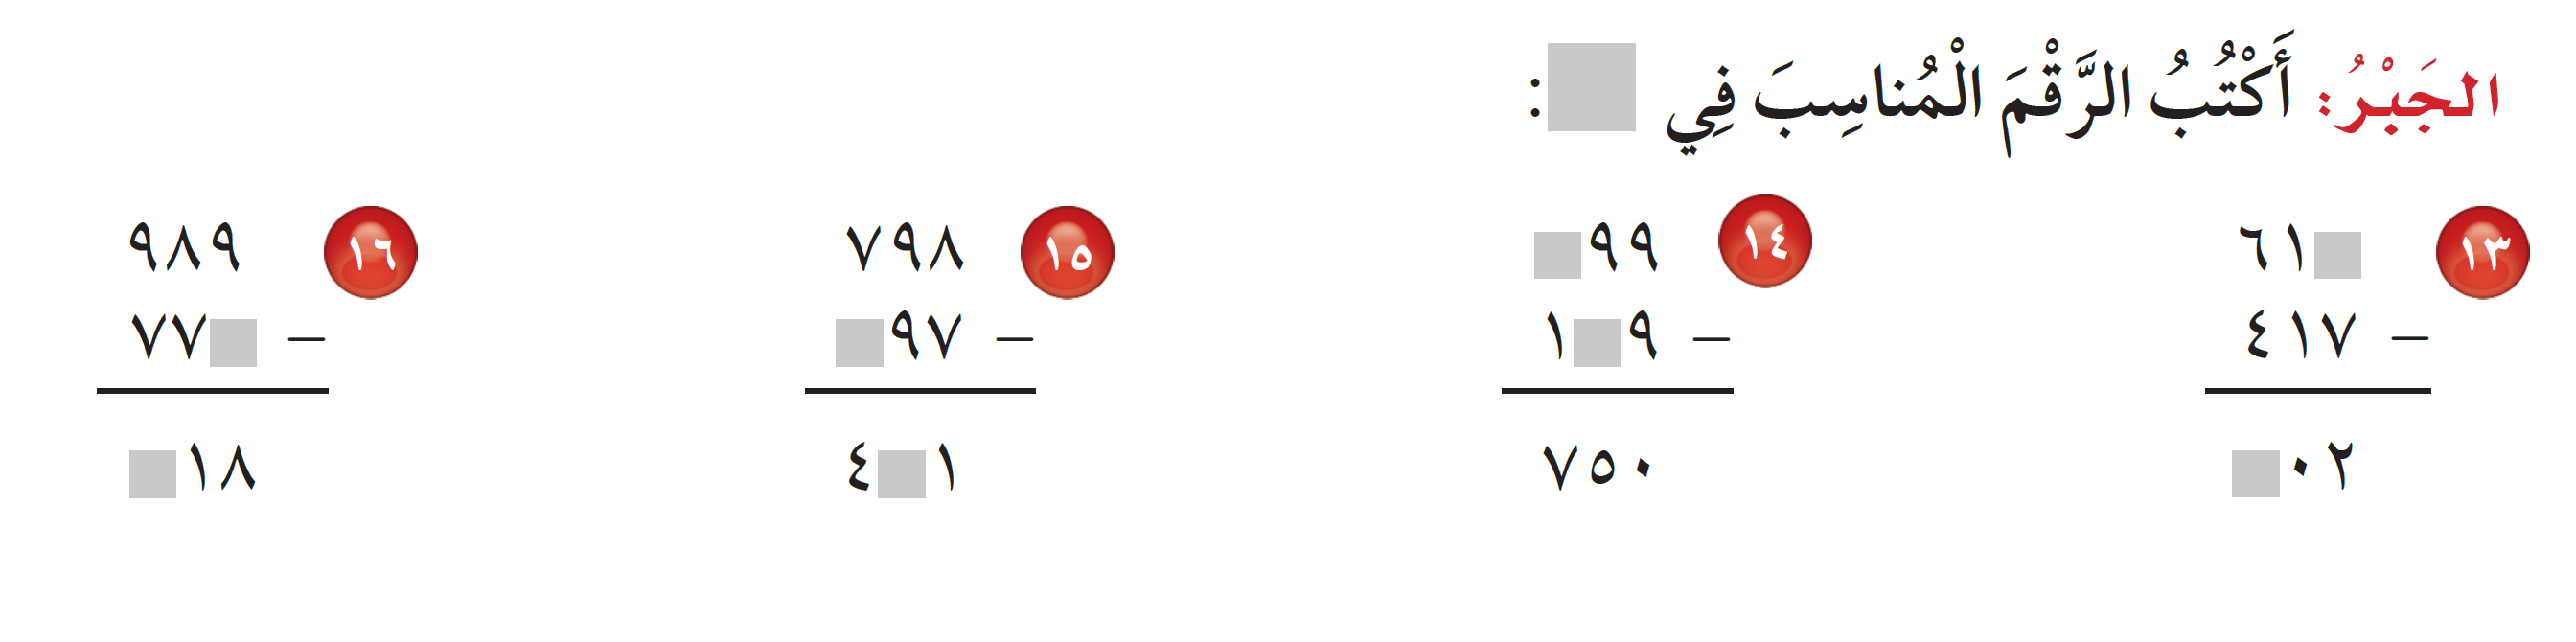 الجَبْرُ: أَكْتُبُ الرَّقْمَ الْمُناسِبَ فِي □:
١٣ ١٤ ١٥ ١٦
٦١□ □٩٩ ٧٩٨ ٩٨٩
− ٤١٧ − ١□٩ − □٩٧ − ٧٧□
□٠٢ ٧٥٠ ٤□١ □١٨